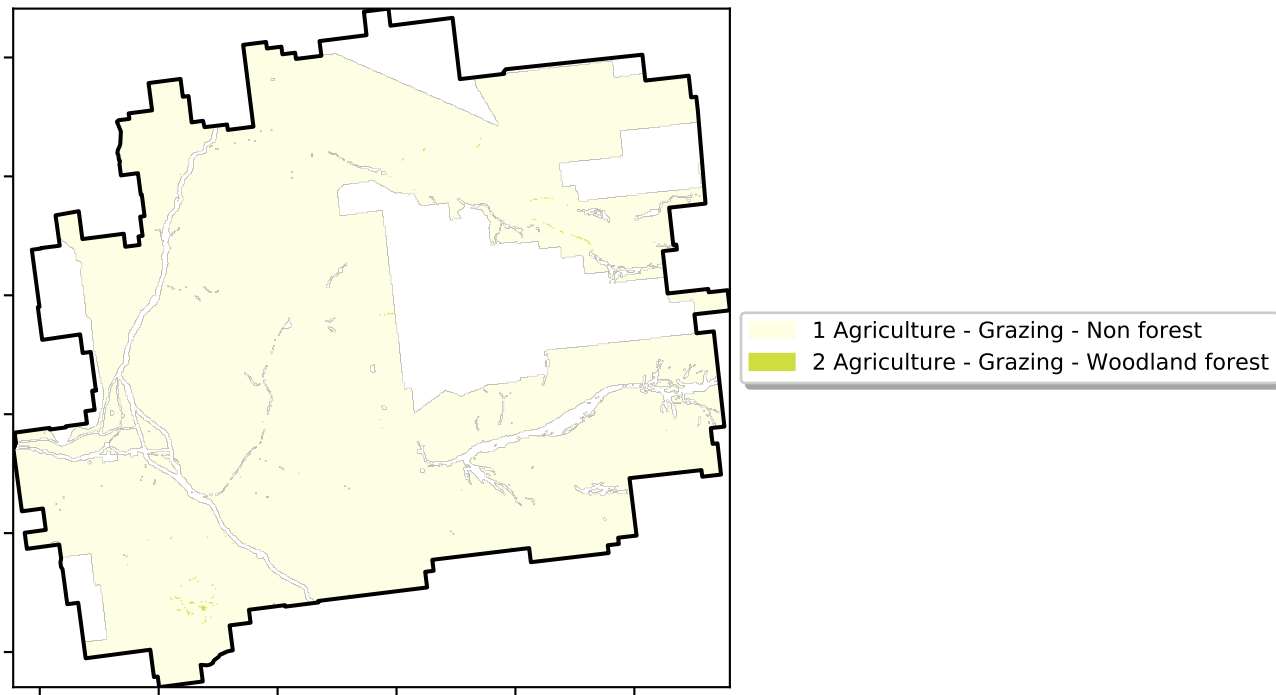 1 Agriculture - Grazing - Non forest
2 Agriculture - Grazing - Woodland forest